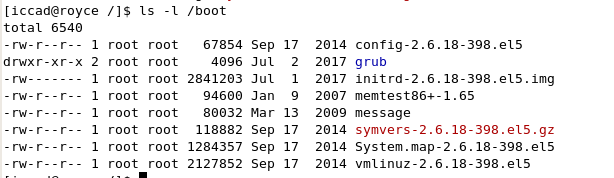 [iccad@royce /]$ ls -l /boot
total 6540
-rw-r--r-- 1 root root   67854 Sep 17  2014 config-2.6.18-398.el5
drwxr-xr-x 2 root root    4096 Jul  2  2017 grub
-rw------- 1 root root 2841203 Jul  1  2017 initrd-2.6.18-398.el5.img
-rw-r--r-- 1 root root   94600 Jan  9  2007 memtest86+-1.65
-rw-r--r-- 1 root root   80032 Mar 13  2009 message
-rw-r--r-- 1 root root  118882 Sep 17  2014 symvers-2.6.18-398.el5.gz
-rw-r--r-- 1 root root 1284357 Sep 17  2014 System.map-2.6.18-398.el5
-rw-r--r-- 1 root root 2127852 Sep 17  2014 vmlinuz-2.6.18-398.el5
[iccad@royce /]$